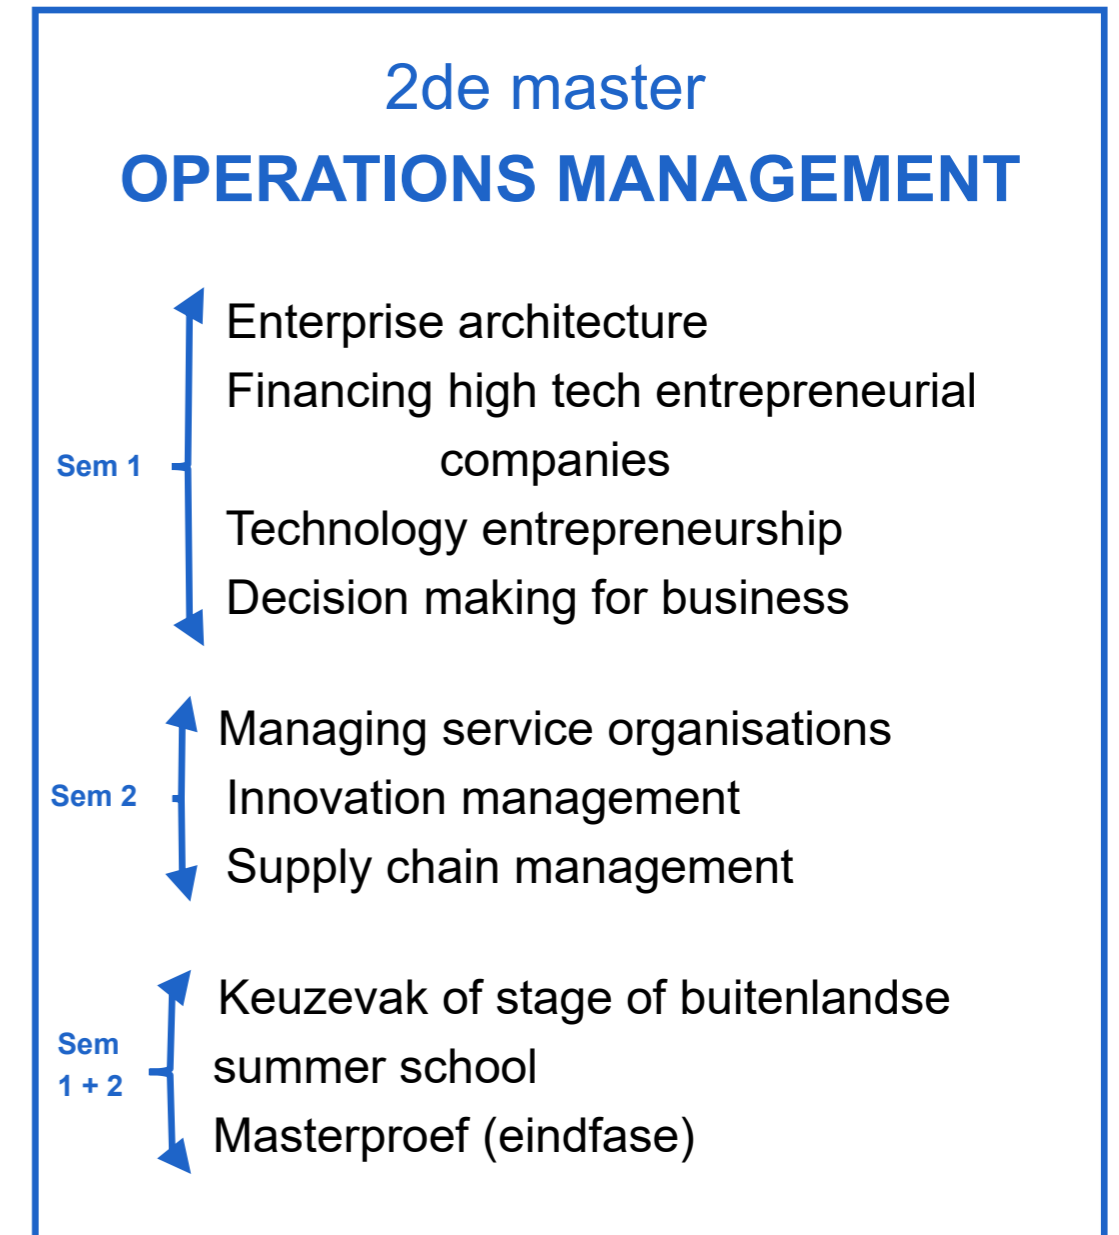 2de master
OPERATIONS MANAGEMENT
Sem 1
Enterprise architecture
Financing high tech entrepreneurial
companies
Technology entrepreneurship
Decision making for business
Sem 2
Managing service organisations
Innovation management
Supply chain management
Sem
1 + 2
Keuzevak of stage of buitenlandse
summer school
Masterproef (eindfase)